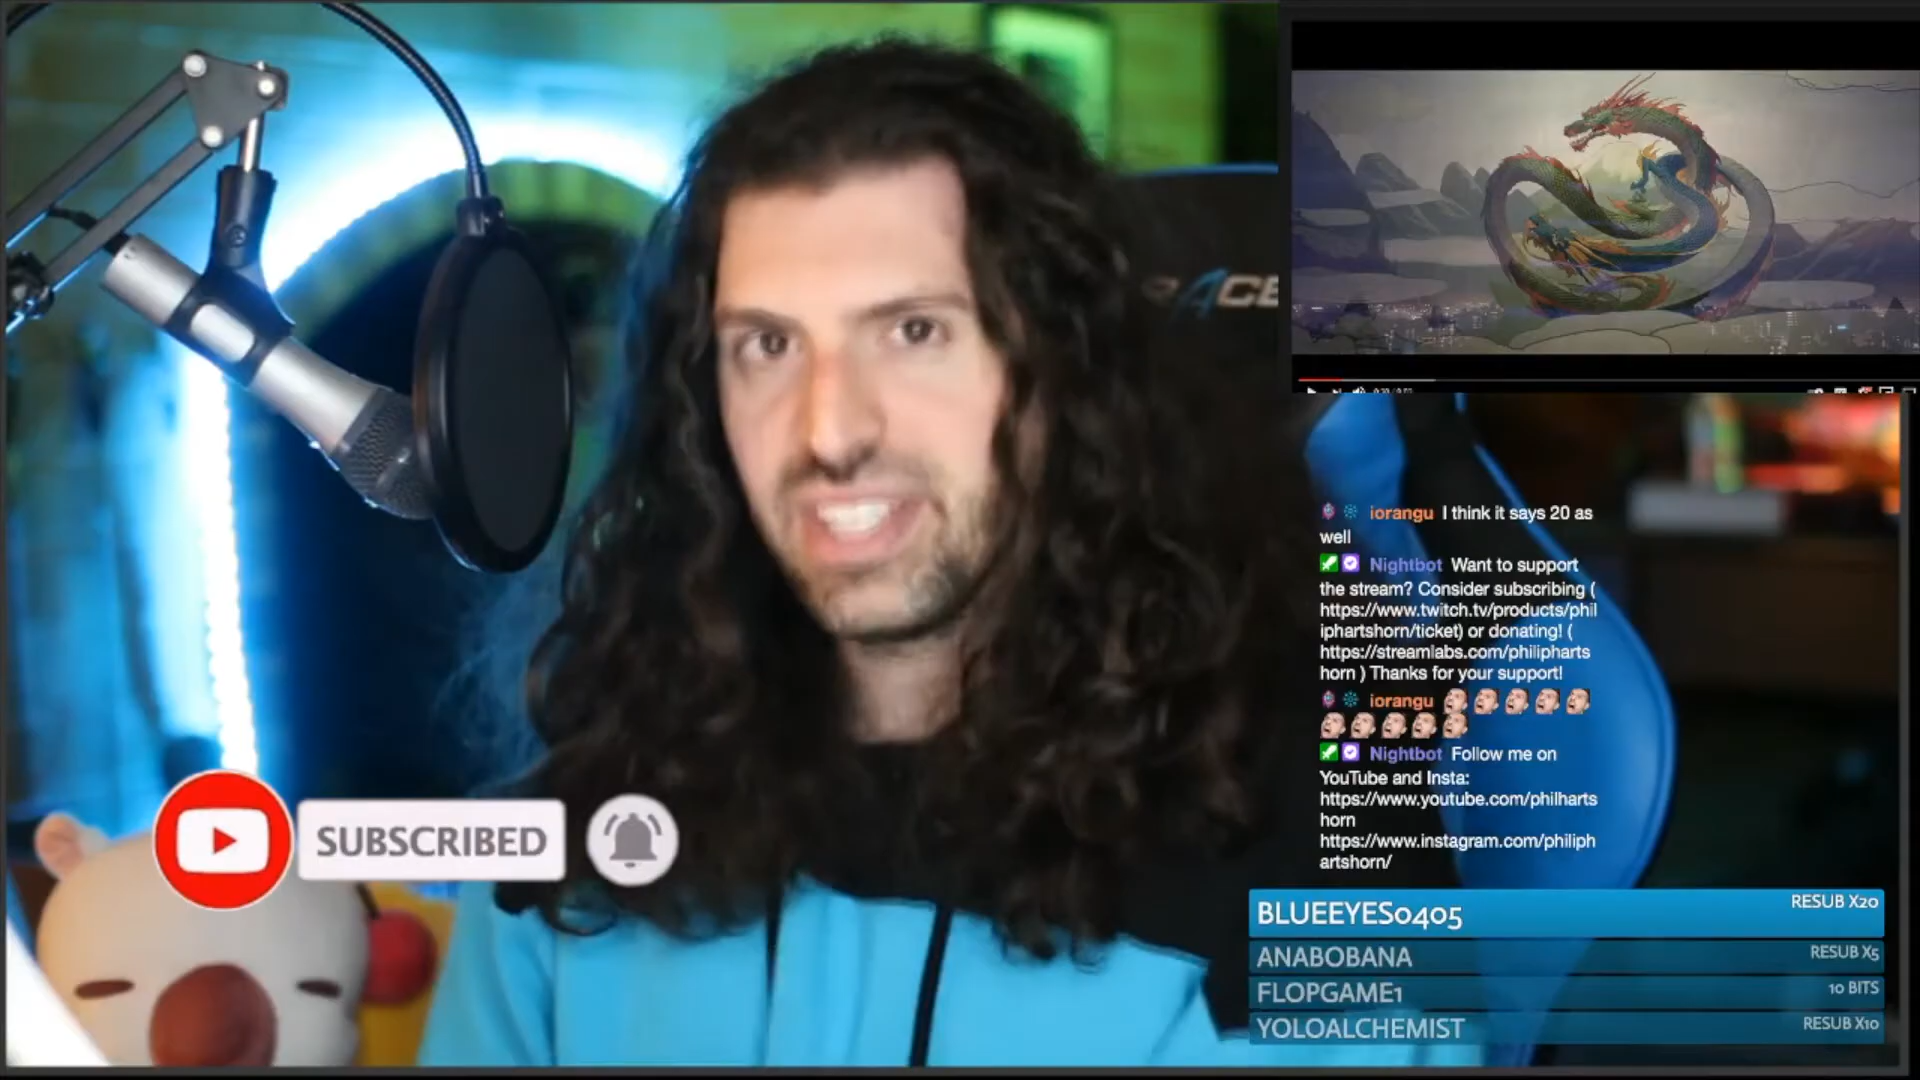 iorangu I think it says 20 as
well
Nightbot Want to support
the stream? Consider subscribing (
https://www.twitch.tv/products/phil
iphartshorn/ticket) or donating! (
https://streamlabs.com/philipharts
horn ) Thanks for your support!
iorangu
Nightbot Follow me on
YouTube and Insta:
https://www.youtube.com/philharts
horn
https://www.instagram.com/philiph
artshorn/
SUBSCRIBED
BLUEEYES0405 RESUB X20
ANABOBANA RESUB X5
FLOPGAME1 10 BITS
YOLOALCHEMIST RESUB X10